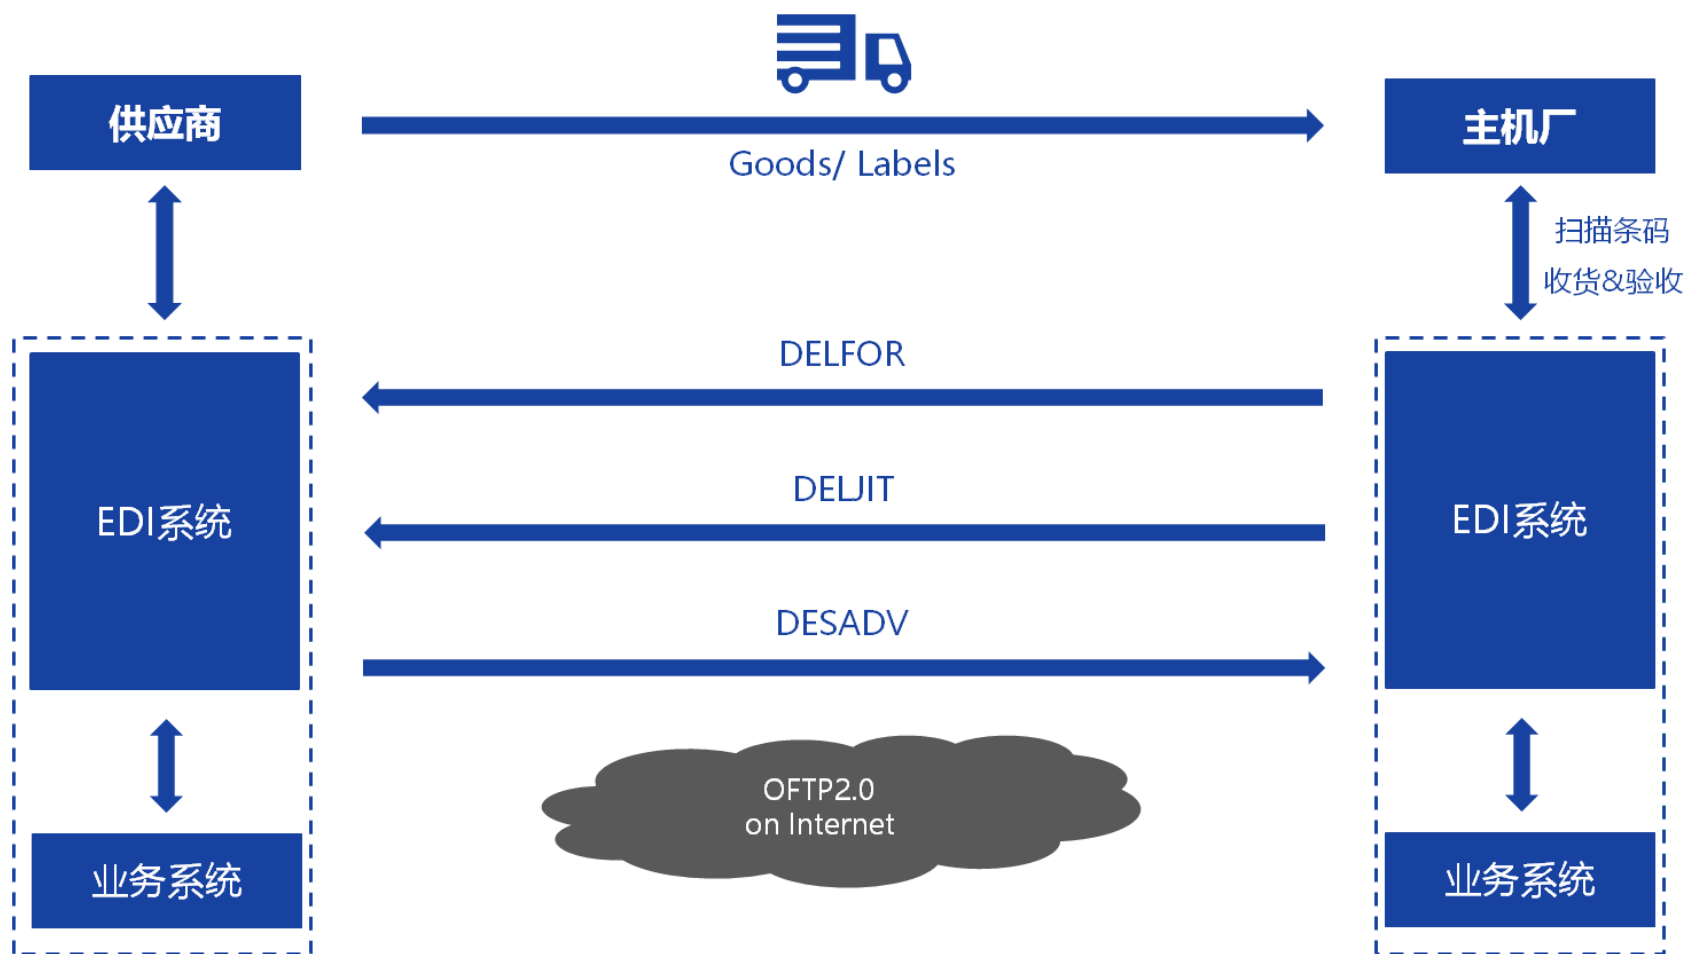 供应商
主机厂
Goods/ Labels
扫描条码
收货&验收
DELFOR
DELJIT
EDI系统
EDI系统
DESADV
OFTP2.0
on Internet
业务系统
业务系统